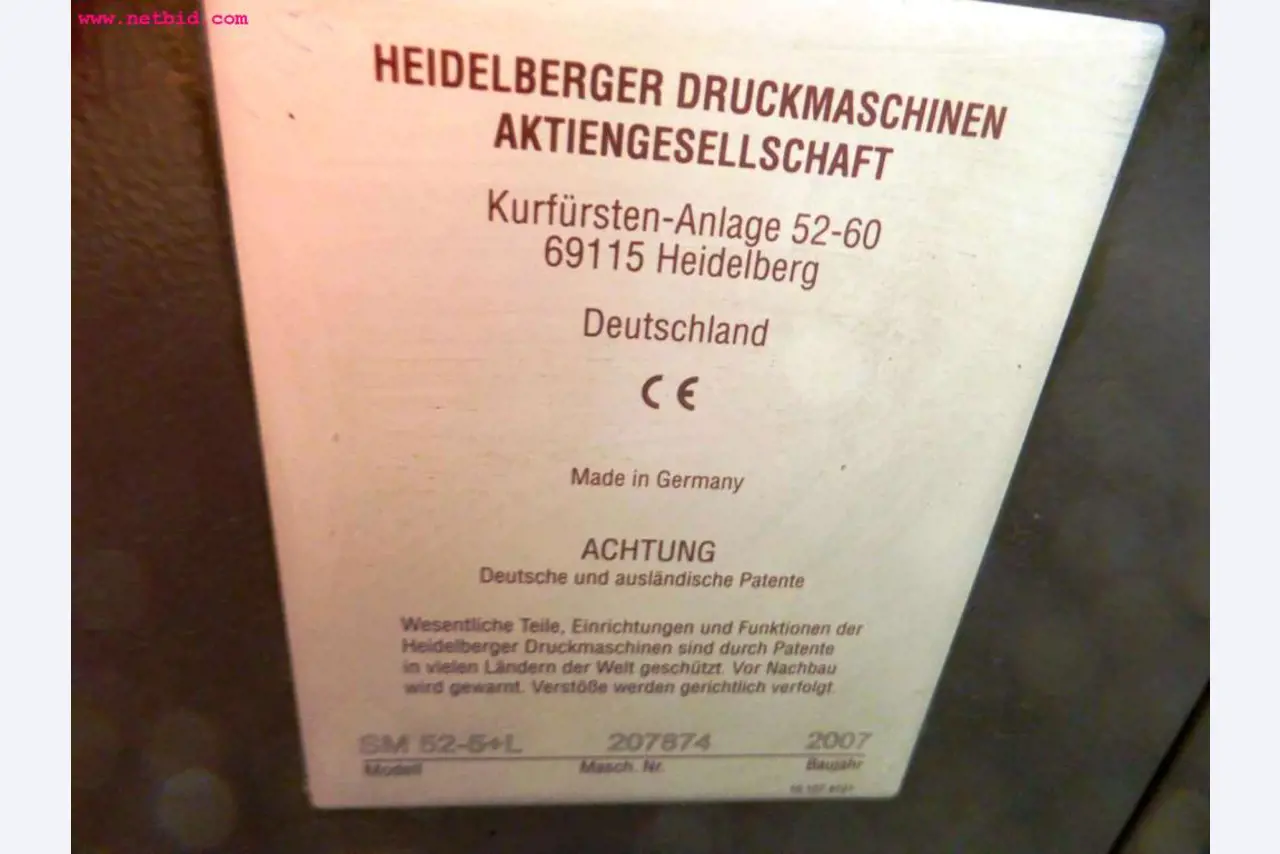 www.netbid.com
HEIDELBERGER DRUCKMASCHINEN
AKTIENGESELLSCHAFT
Kurfürsten-Anlage 52-60
69115 Heidelberg
Deutschland
CE
Made in Germany
ACHTUNG
Deutsche und ausländische Patente
Wesentliche Teile, Einrichtungen und Funktionen der
Heidelberger Druckmaschinen sind durch Patente
in vielen Ländern der Welt geschützt. Vor Nachbau
wird gewarnt. Verstöße werden gerichtlich verfolgt.
SM 52-5+L 207874 2007
Modell Masch. Nr. Baujahr